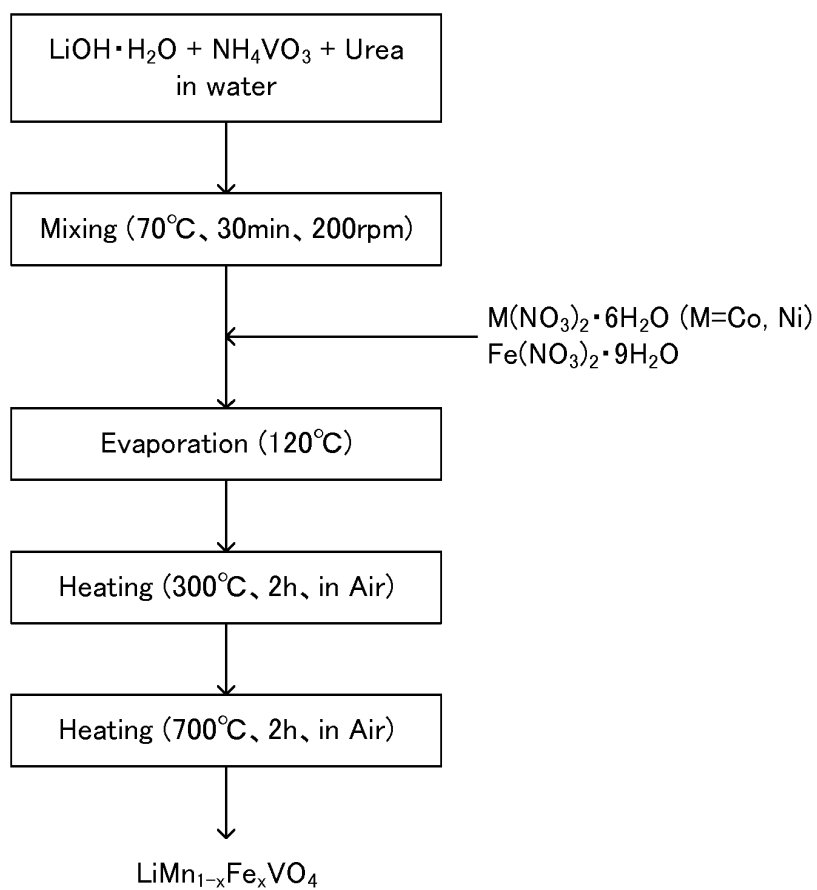 LiOH・H₂O + NH₄VO₃ + Urea
in water
Mixing (70℃、30min、200rpm)
M(NO₃)₂・6H₂O (M=Co, Ni)
Fe(NO₃)₂・9H₂O
Evaporation (120℃)
Heating (300℃、2h、in Air)
Heating (700℃、2h、in Air)
LiMn₁₋ₓFeₓVO₄